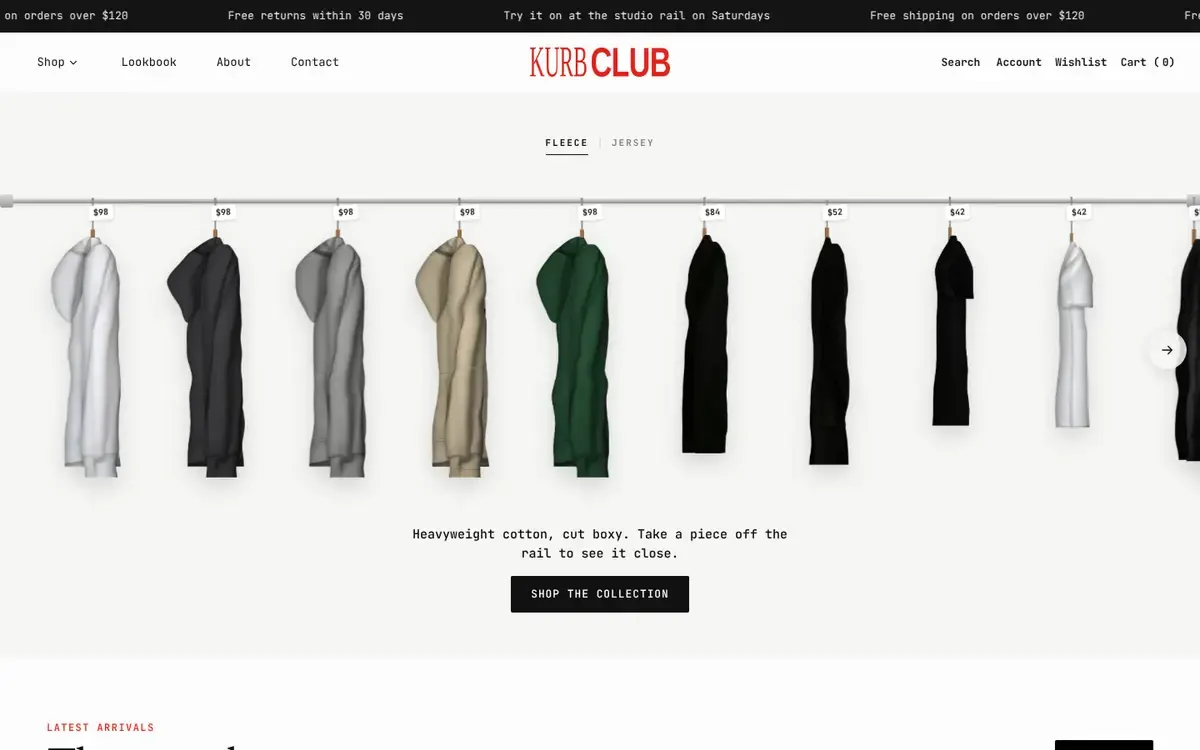 on orders over $120 Free returns within 30 days Try it on at the studio rail on Saturdays Free shipping on orders over $120
Shop Lookbook About Contact KURB CLUB Search Account Wishlist Cart (0)
FLEECE | JERSEY
$98 $98 $98 $98 $98 $84 $52 $42 $42
Heavyweight cotton, cut boxy. Take a piece off the
rail to see it close.
SHOP THE COLLECTION
LATEST ARRIVALS